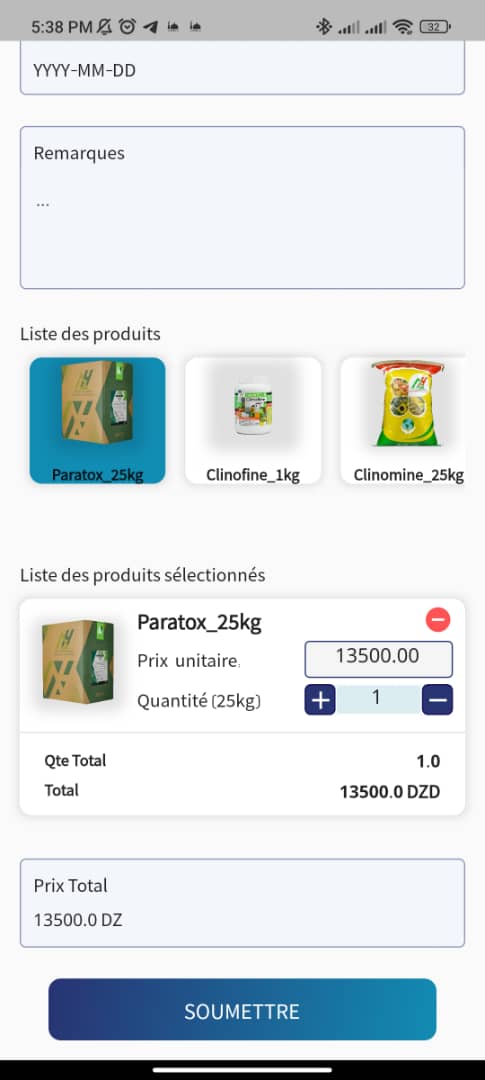 5:38 PM
32
YYYY-MM-DD
Remarques
...
Liste des produits
Paratox_25kg
Clinofine_1kg
Clinomine_25kg
Liste des produits sélectionnés
Paratox_25kg
Prix unitaire,
13500.00
Quantité (25kg)
1
Qte Total
1.0
Total
13500.0 DZD
Prix Total
13500.0 DZ
SOUMETTRE